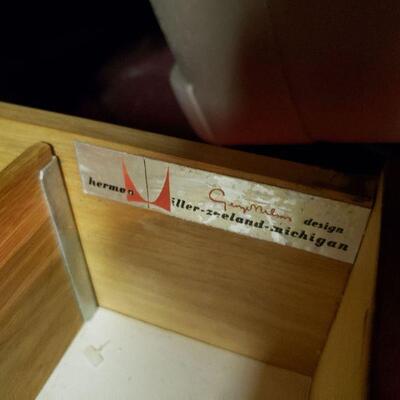 herman George Nelson design
miller-zeeland-michigan